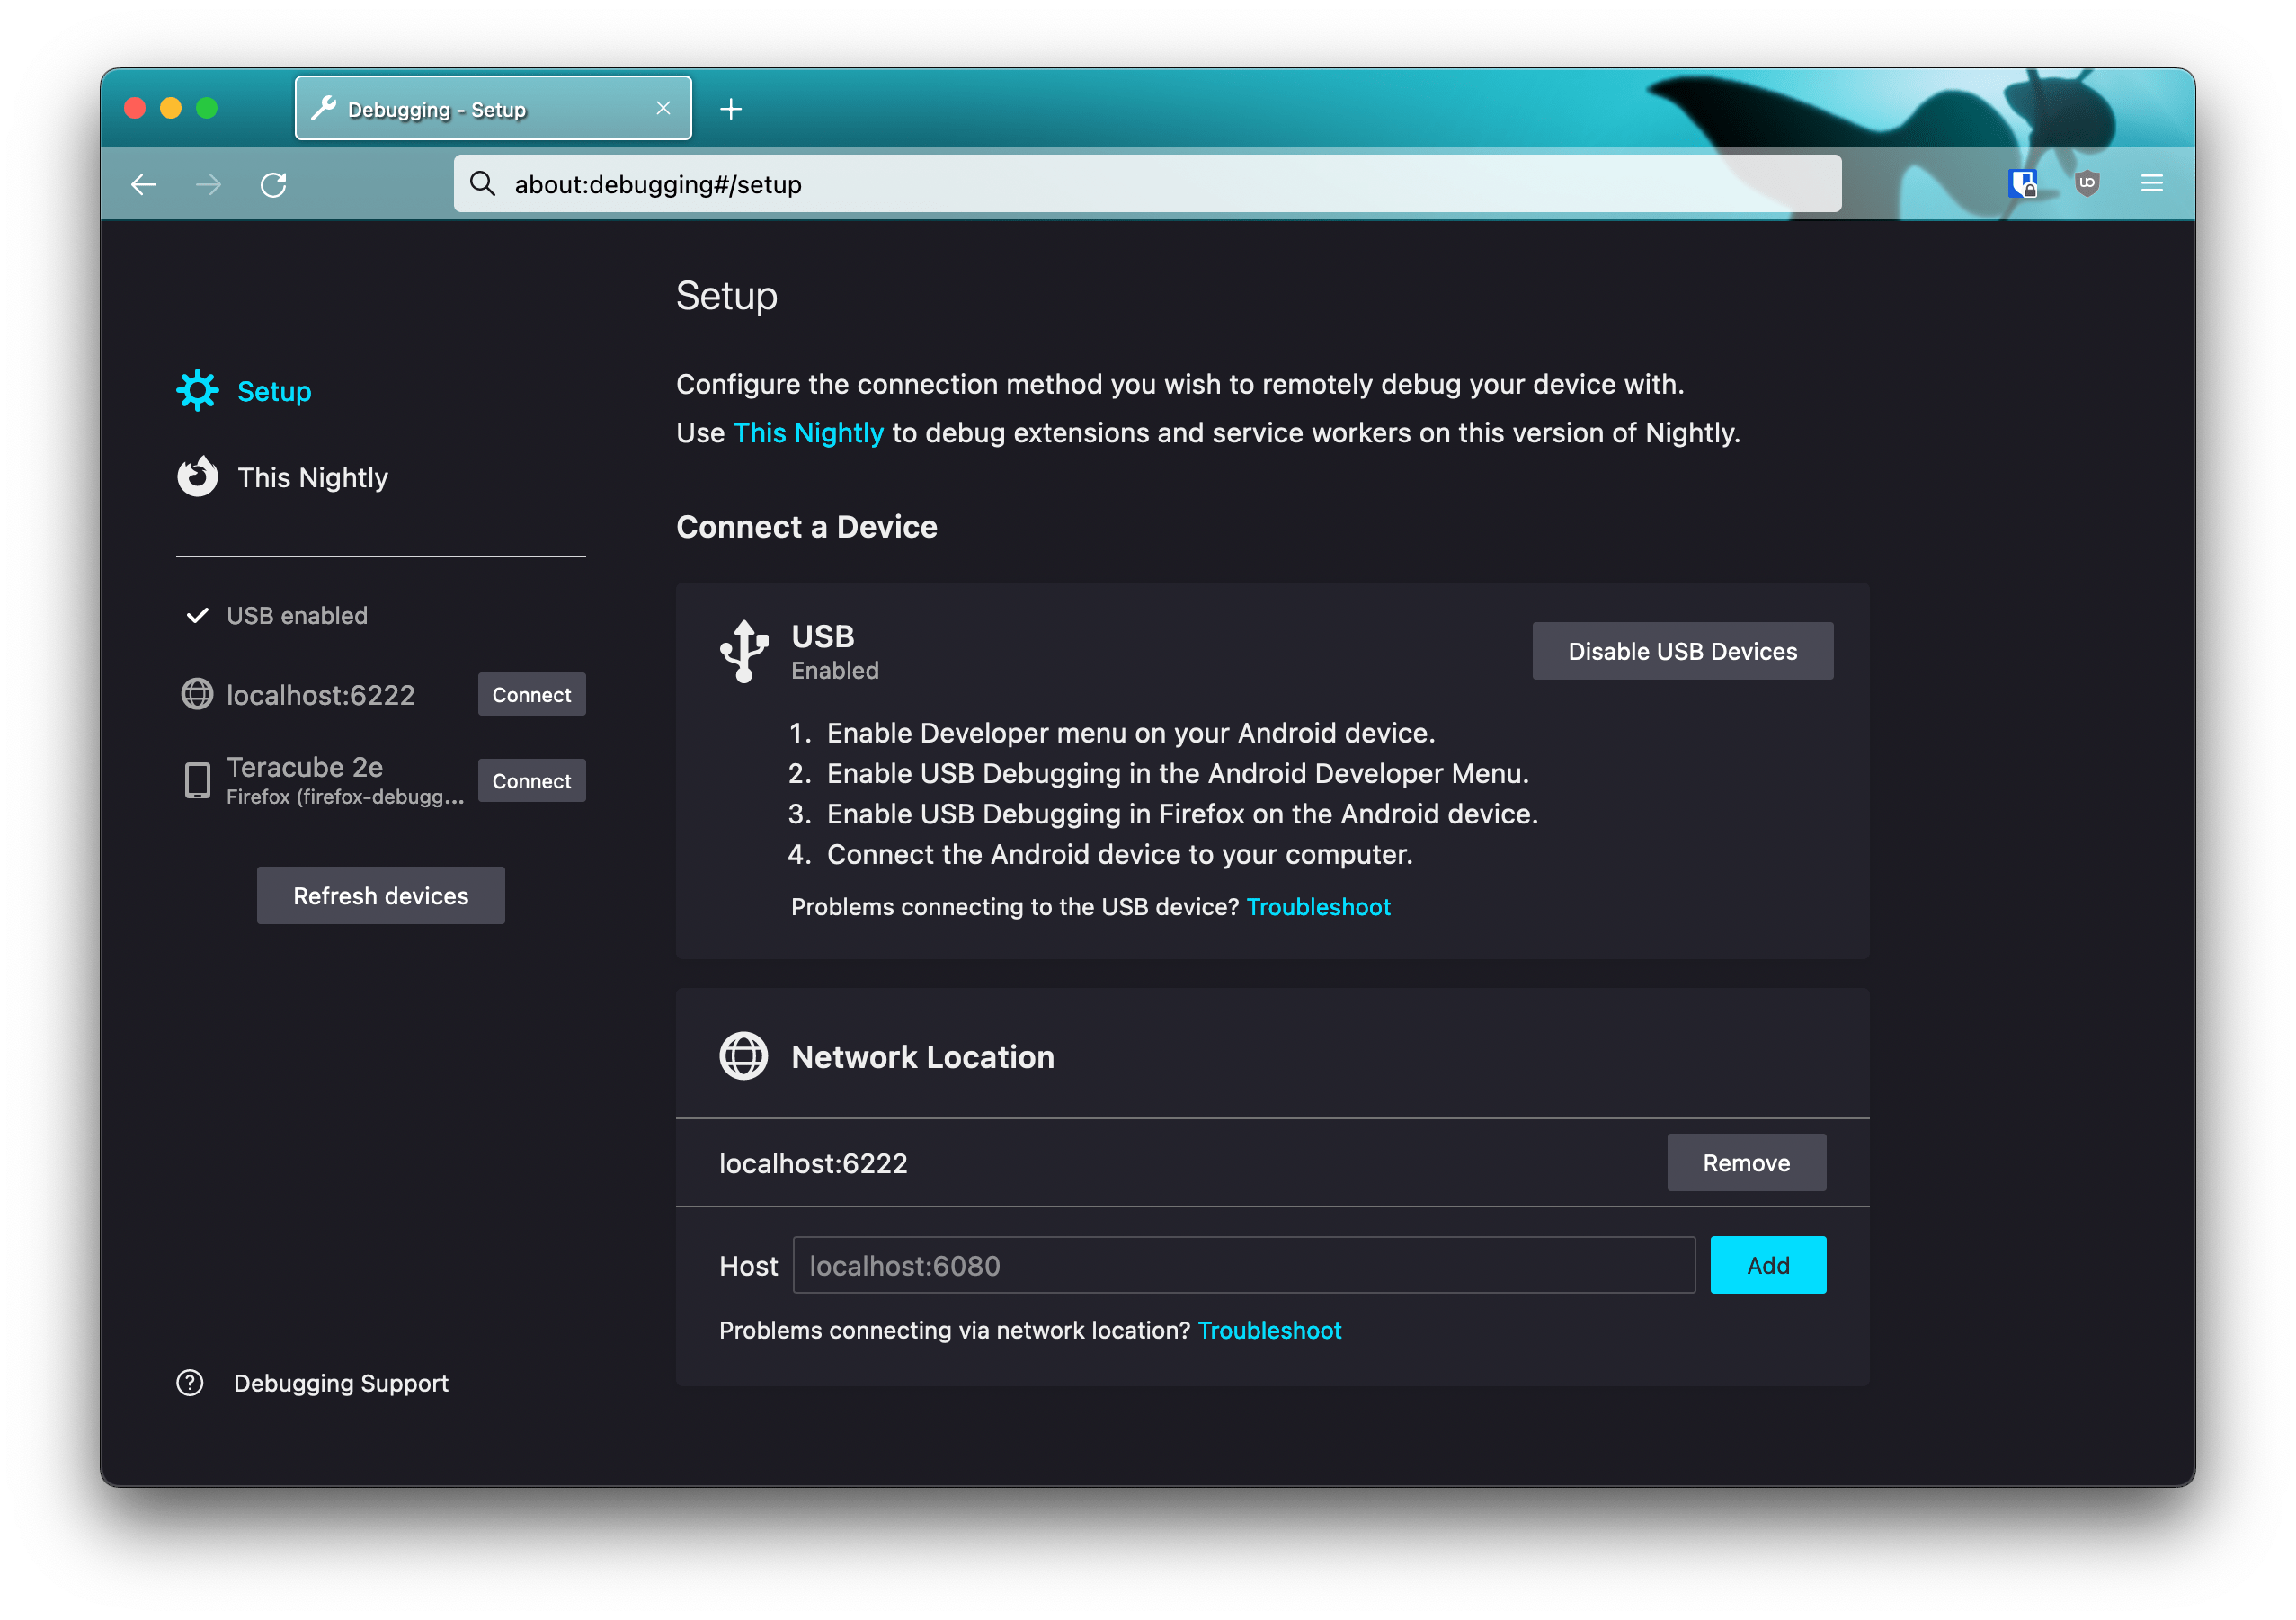 Debugging - Setup
about:debugging#/setup
Setup
This Nightly
USB enabled
localhost:6222
Connect
Teracube 2e
Firefox (firefox-debugg...
Connect
Refresh devices
Debugging Support
Setup
Configure the connection method you wish to remotely debug your device with.
Use This Nightly to debug extensions and service workers on this version of Nightly.
Connect a Device
USB
Enabled
Disable USB Devices
1. Enable Developer menu on your Android device.
2. Enable USB Debugging in the Android Developer Menu.
3. Enable USB Debugging in Firefox on the Android device.
4. Connect the Android device to your computer.
Problems connecting to the USB device? Troubleshoot
Network Location
localhost:6222
Remove
Host
localhost:6080
Add
Problems connecting via network location? Troubleshoot